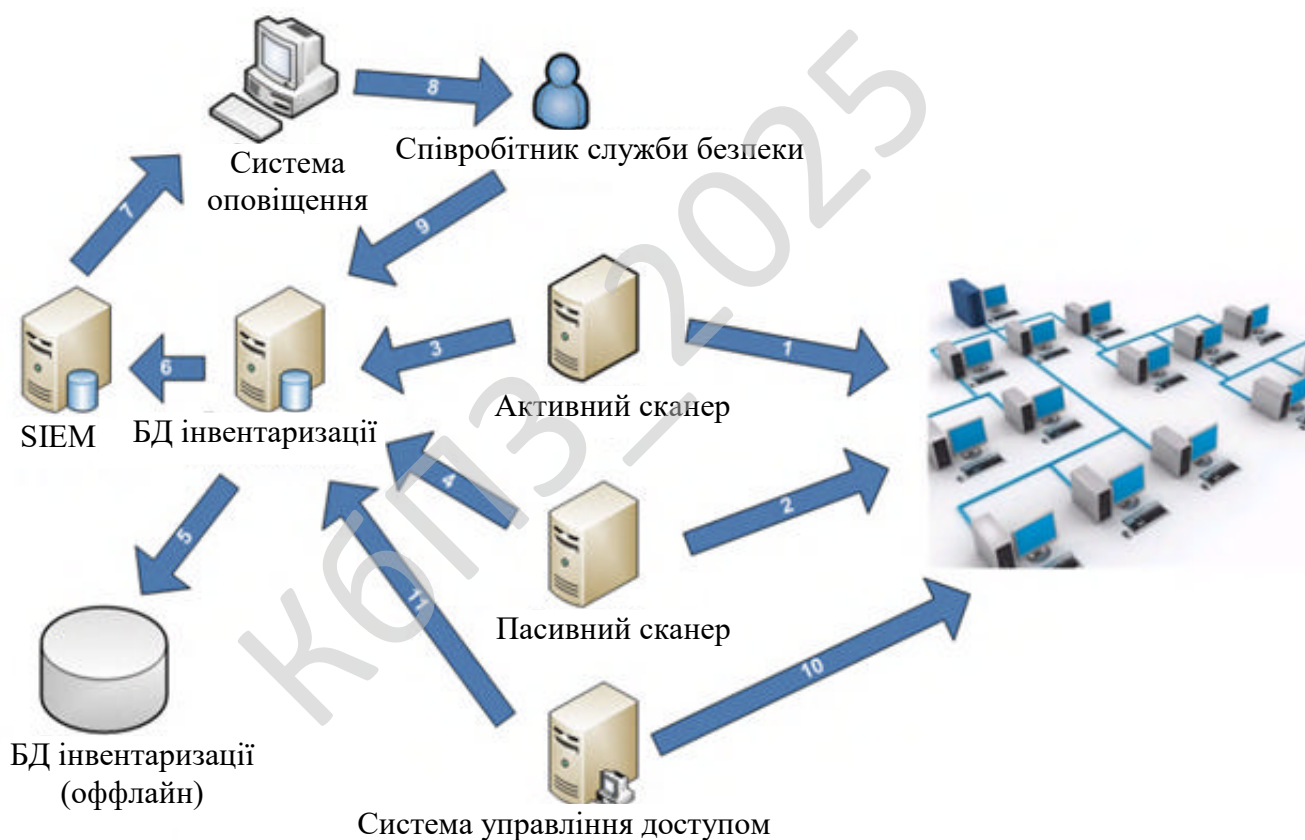 8
Система
оповіщення
Співробітник служби безпеки
7
9
3
1
6
SIEM
БД інвентаризації
Активний сканер
4
2
5
11
Пасивний сканер
10
БД інвентаризації
(оффлайн)
Система управління доступом
КбПЗ_2025